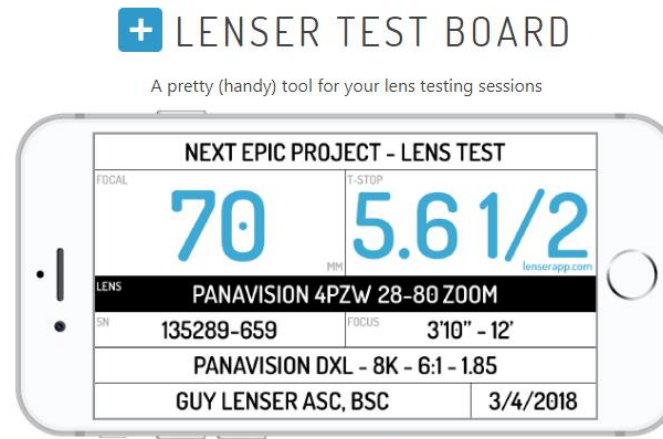 + LENSER TEST BOARD
A pretty (handy) tool for your lens testing sessions
NEXT EPIC PROJECT - LENS TEST
FOCAL
70
MM
T-STOP
5.6 1/2
lenserapp.com
LENS
PANAVISION 4PZW 28-80 ZOOM
SN
135289-659
FOCUS
3'10" - 12'
PANAVISION DXL - 8K - 6:1 - 1.85
GUY LENSER ASC, BSC
3/4/2018